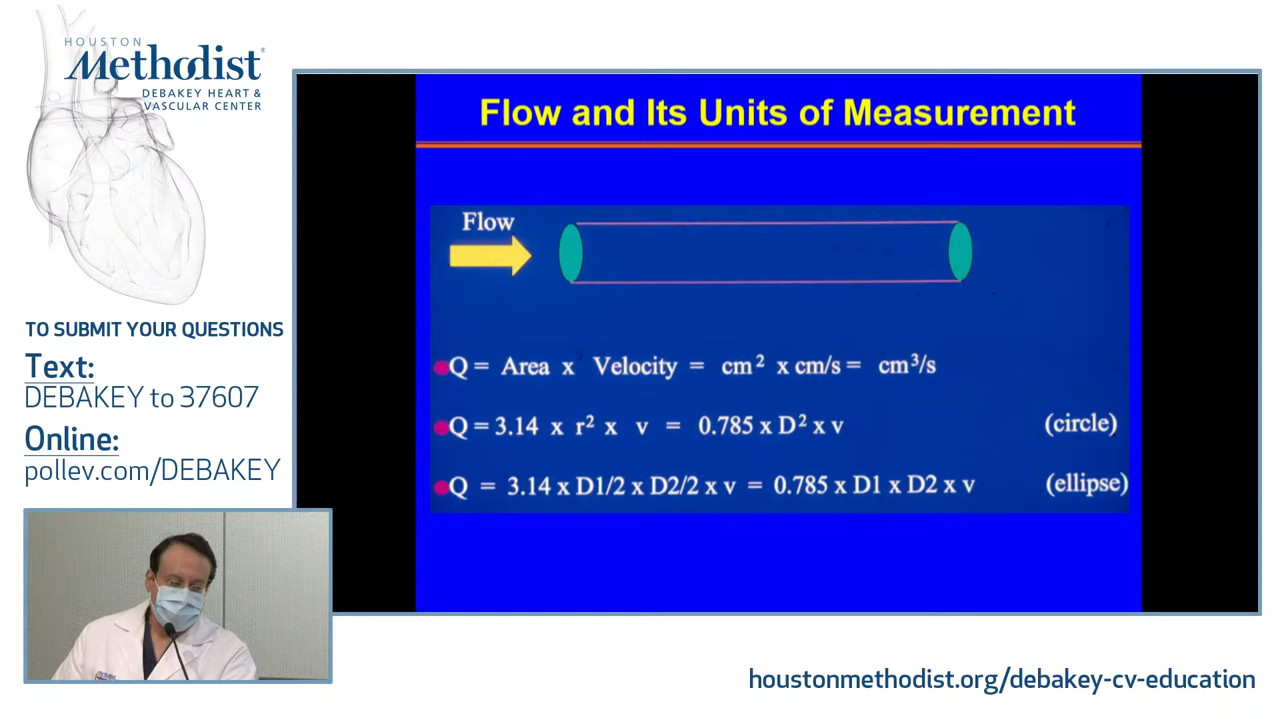 HOUSTON
Methodist®
DEBAKEY HEART &
VASCULAR CENTER
TO SUBMIT YOUR QUESTIONS
Text:
DEBAKEY to 37607
Online:
pollev.com/DEBAKEY
Flow and Its Units of Measurement
Flow
Q = Area x Velocity = cm² x cm/s = cm³/s
Q = 3.14 x r² x v = 0.785 x D² x v (circle)
Q = 3.14 x D1/2 x D2/2 x v = 0.785 x D1 x D2 x v (ellipse)
houstonmethodist.org/debakey-cv-education